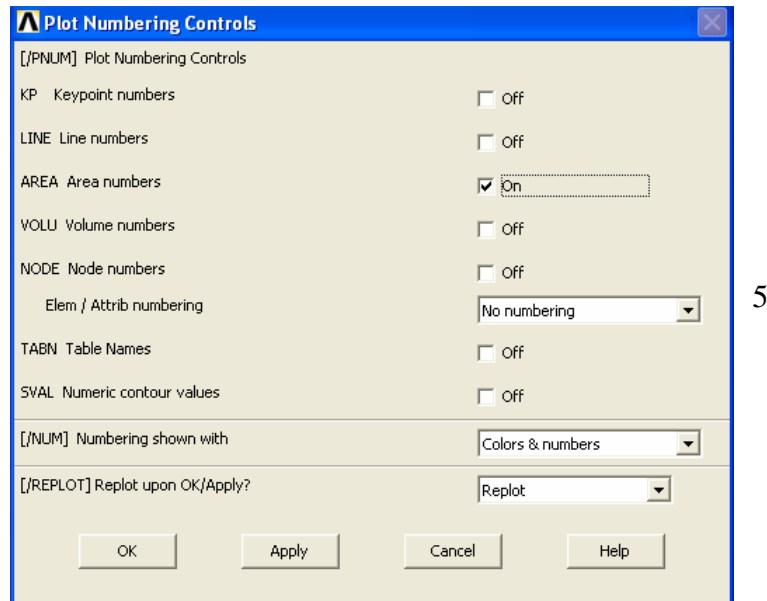 Plot Numbering Controls
[/PNUM] Plot Numbering Controls
KP Keypoint numbers Off
LINE Line numbers Off
AREA Area numbers On
VOLU Volume numbers Off
NODE Node numbers Off
Elem / Attrib numbering No numbering 5
TABN Table Names Off
SVAL Numeric contour values Off
[/NUM] Numbering shown with Colors & numbers
[/REPLOT] Replot upon OK/Apply? Replot
OK Apply Cancel Help